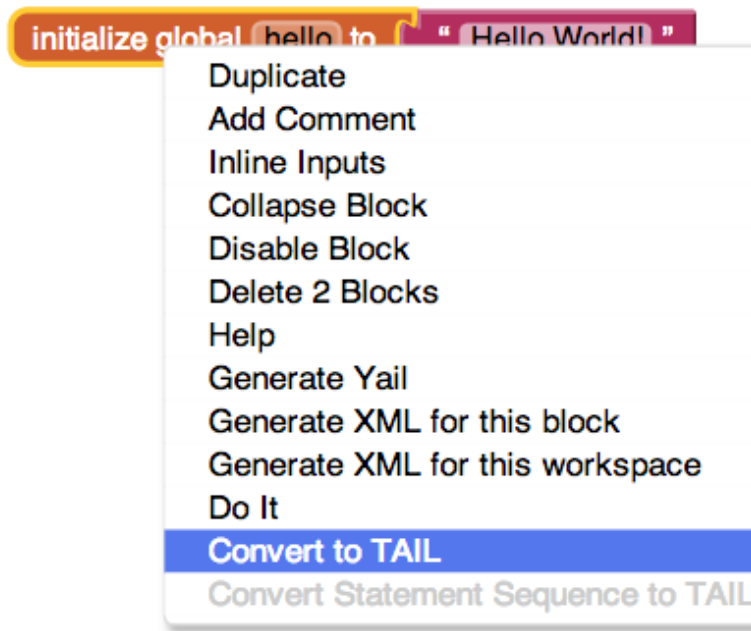 initialize global hello to " Hello World! "
Duplicate
Add Comment
Inline Inputs
Collapse Block
Disable Block
Delete 2 Blocks
Help
Generate Yail
Generate XML for this block
Generate XML for this workspace
Do It
Convert to TAIL
Convert Statement Sequence to TAIL